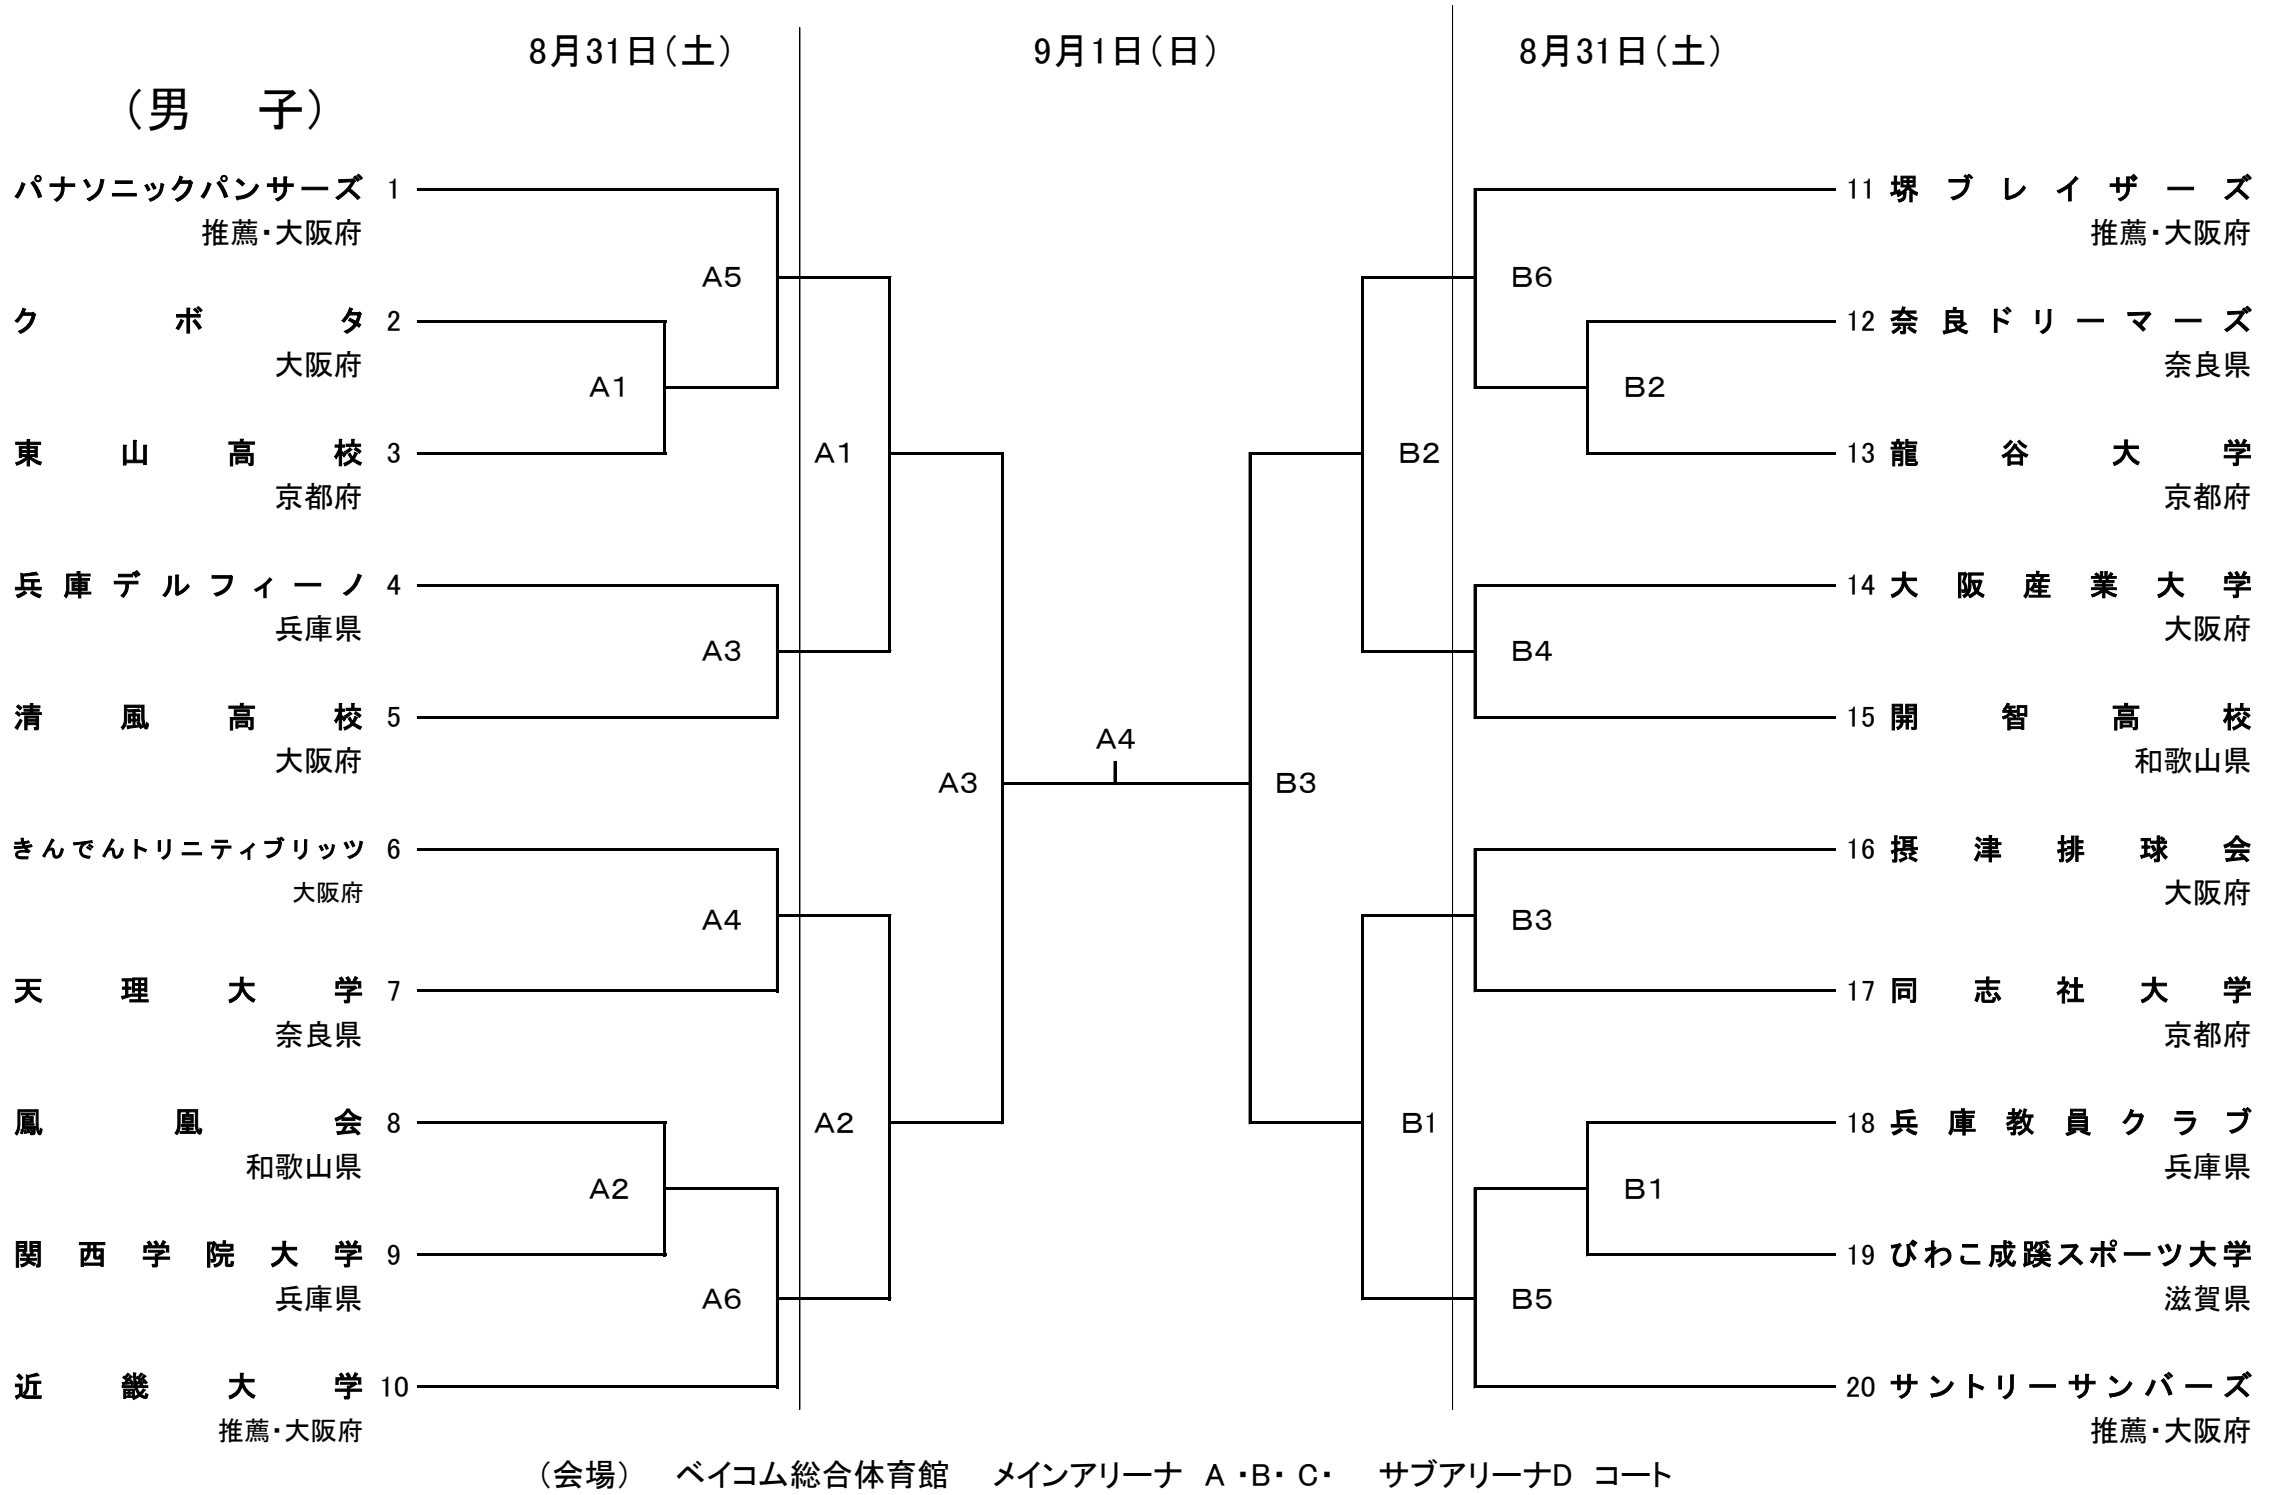 8月31日（土） 9月1日（日） 8月31日（土）
（男　子）
パナソニックパンサーズ 1
推薦・大阪府
A5
クボタ 2
大阪府
A1
東山高校 3
京都府
A1
兵庫デルフィーノ 4
兵庫県
A3
清風高校 5
大阪府
A3
きんでんトリニティブリッツ 6
大阪府
A4
天理大学 7
奈良県
鳳凰会 8
和歌山県
A2
A2
関西学院大学 9
兵庫県
A6
近畿大学 10
推薦・大阪府
A4
11 堺ブレイザーズ
推薦・大阪府
B6
12 奈良ドリーマーズ
奈良県
B2
13 龍谷大学
京都府
B2
14 大阪産業大学
大阪府
B4
15 開智高校
和歌山県
B3
16 摂津排球会
大阪府
B3
17 同志社大学
京都府
18 兵庫教員クラブ
兵庫県
B1
B1
19 びわこ成蹊スポーツ大学
滋賀県
B5
20 サントリーサンバーズ
推薦・大阪府
（会場）　ベイコム総合体育館　メインアリーナ　A ・B・ C・　サブアリーナD　コート